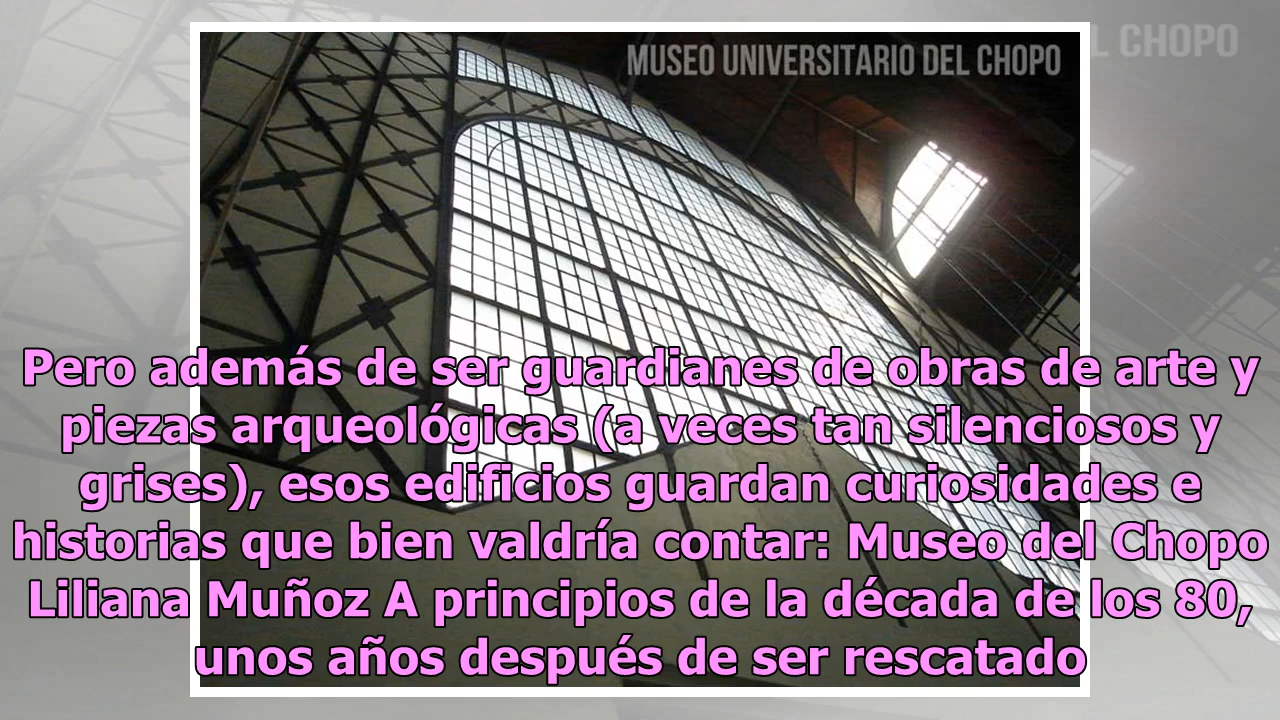 MUSEO UNIVERSITARIO DEL CHOPO
L CHOPO
Pero además de ser guardianes de obras de arte y
piezas arqueológicas (a veces tan silenciosos y
grises), esos edificios guardan curiosidades e
historias que bien valdría contar: Museo del Chopo
Liliana Muñoz A principios de la década de los 80,
unos años después de ser rescatado